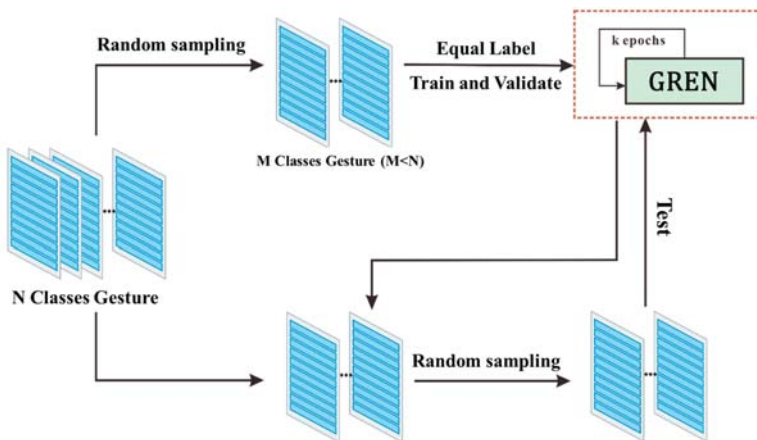 Random sampling
Equal Label
Train and Validate
k epochs
GREN
...
M Classes Gesture (M<N)
...
N Classes Gesture
Test
...
Random sampling
...